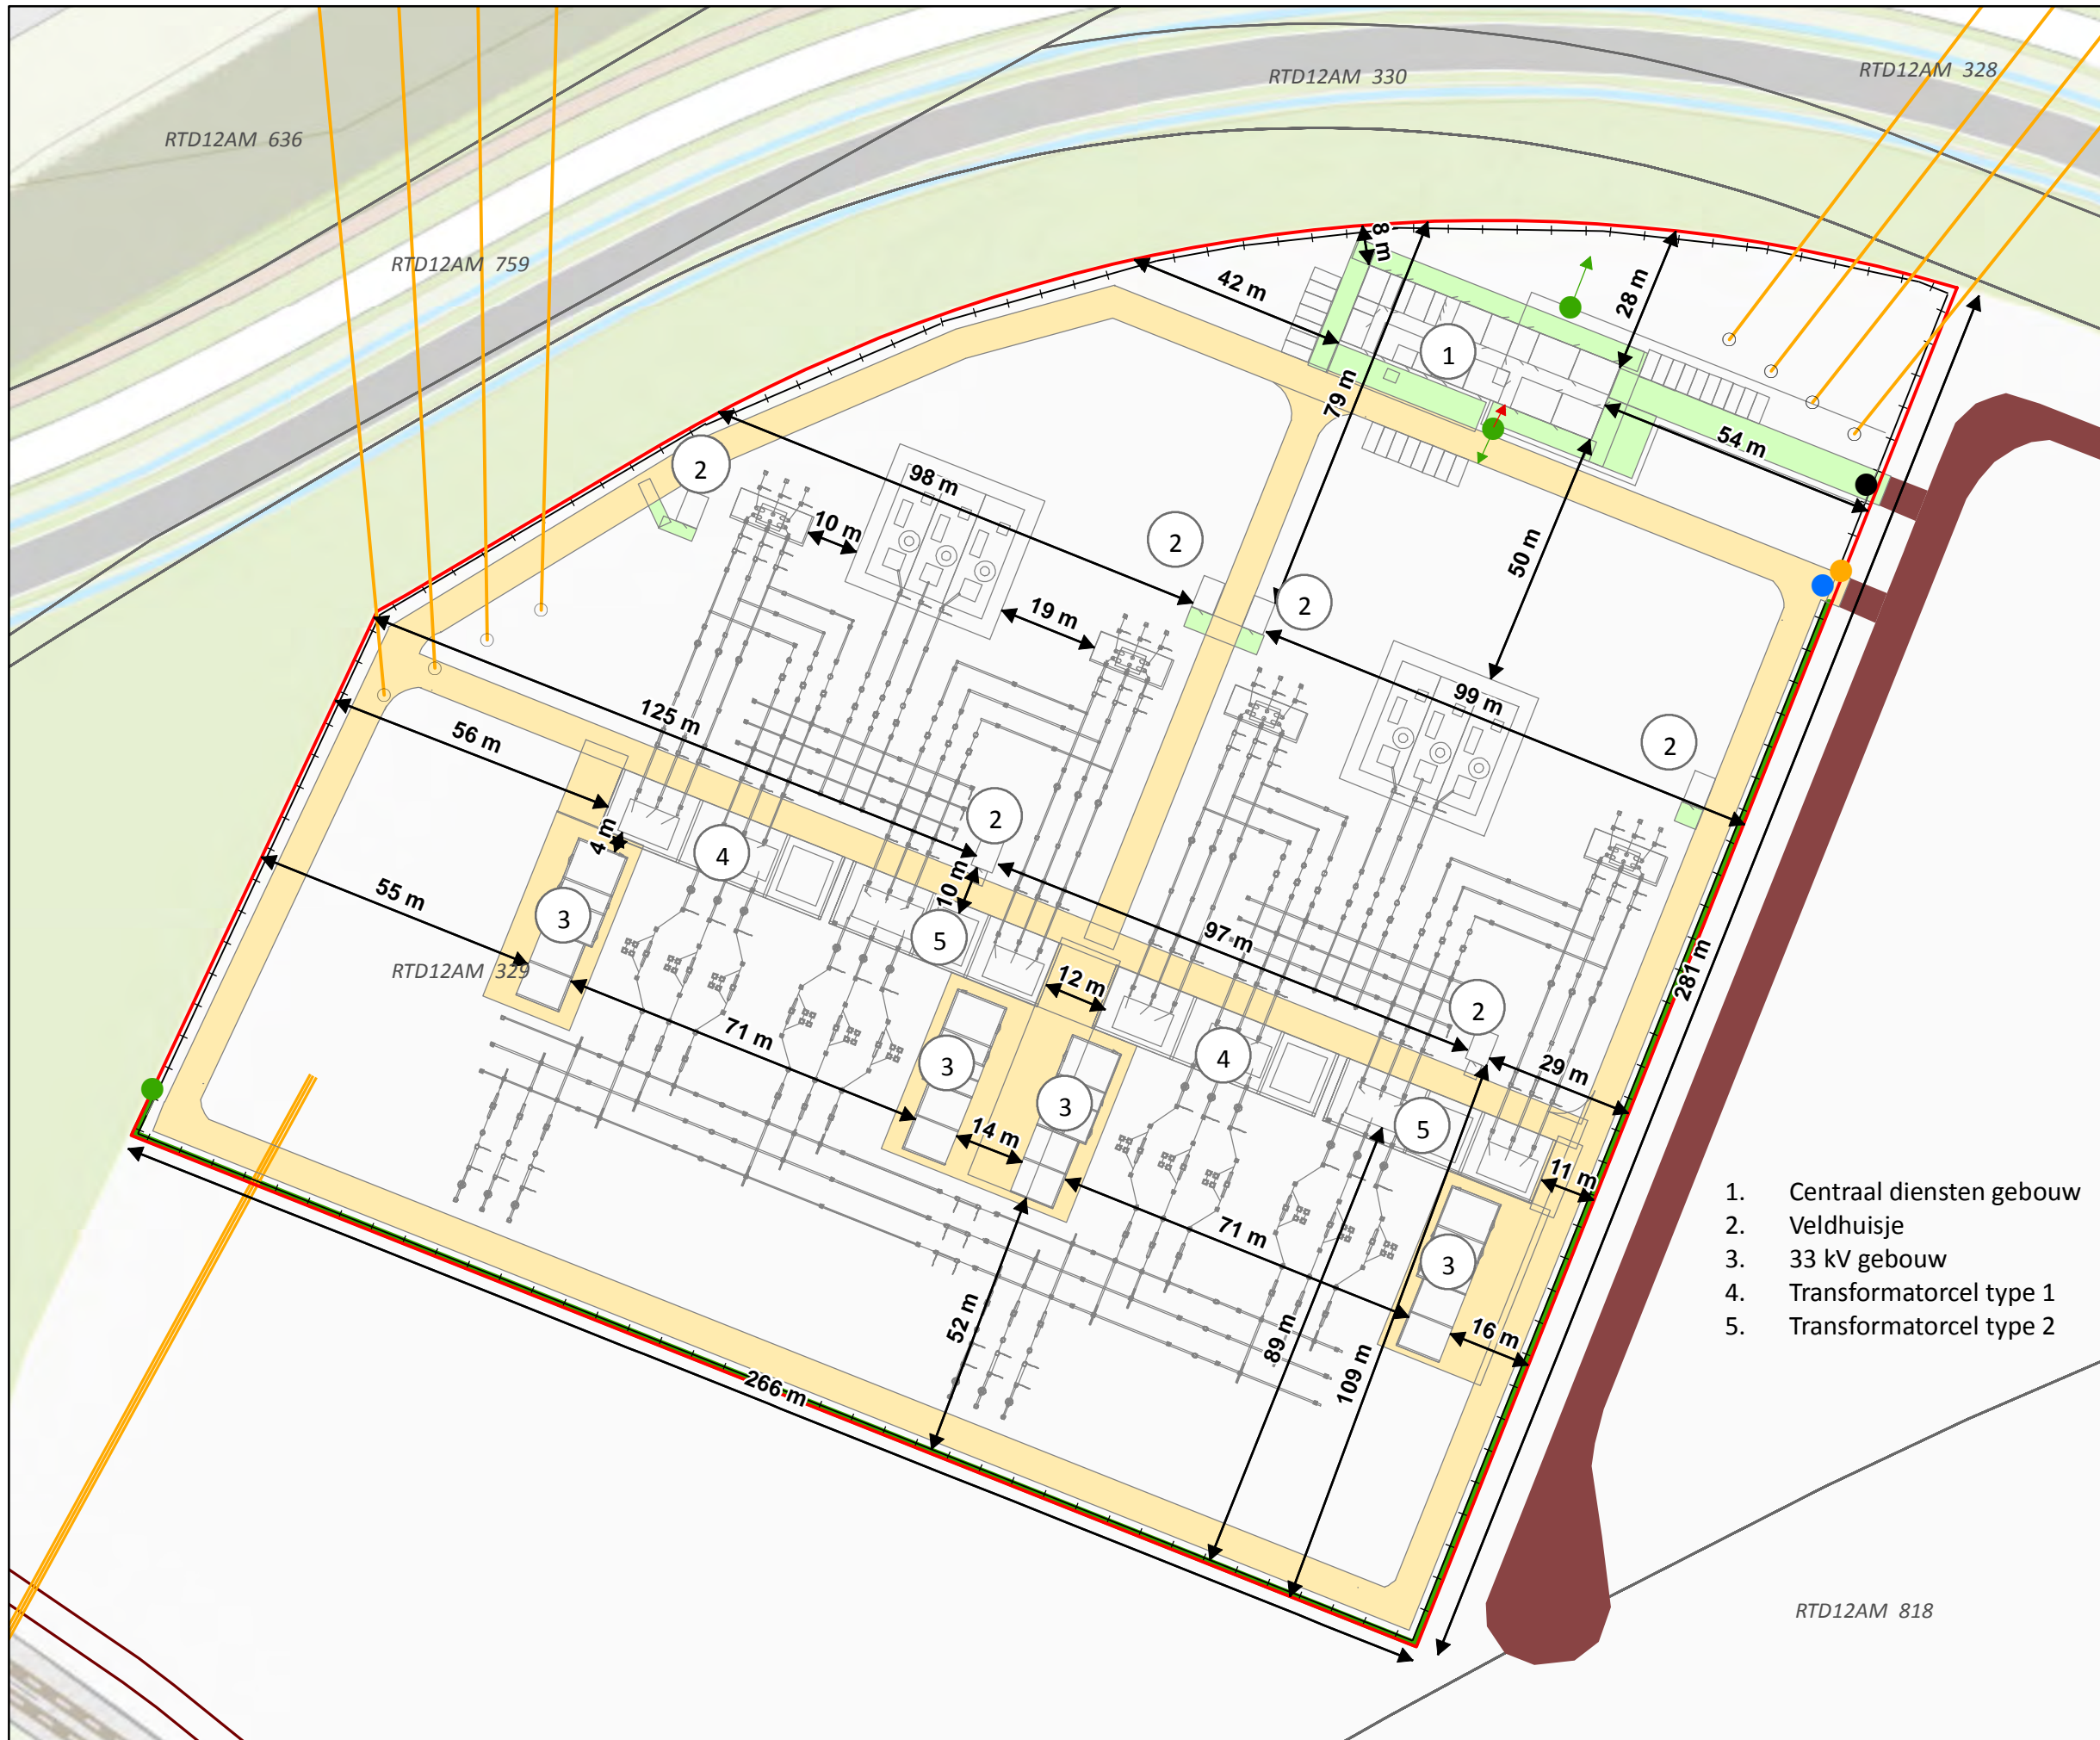 RTD12AM 330
RTD12AM 328
RTD12AM 636
RTD12AM 759
8 m
42 m
28 m
1
79 m
54 m
2
98 m
10 m
2
50 m
19 m
2
99 m
125 m
56 m
2
2
4 m
4
10 m
55 m
3
5
97 m
281 m
RTD12AM 329
12 m
2
71 m
3
4
29 m
3
14 m
5
11 m
71 m
3
52 m
89 m
109 m
16 m
266 m
1. Centraal diensten gebouw
2. Veldhuisje
3. 33 kV gebouw
4. Transformatorcel type 1
5. Transformatorcel type 2
RTD12AM 818